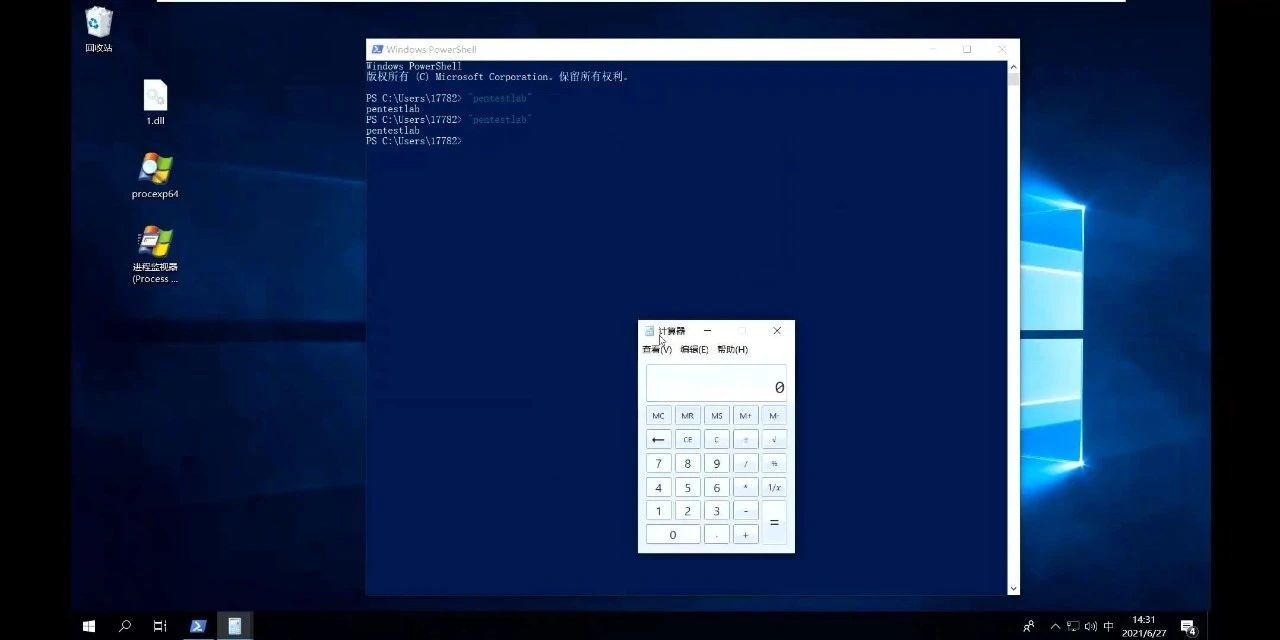 回收站
1.dll
procexp64
进程监视器
(Process ...
Windows PowerShell
Windows PowerShell
版权所有 (C) Microsoft Corporation。保留所有权利。
PS C:\Users\17782> "pentestlab"
pentestlab
PS C:\Users\17782> "pentestlab"
pentestlab
PS C:\Users\17782>
计算器
查看(V) 编辑(E) 帮助(H)
0
MC MR MS M+ M-
← CE C ± √
7 8 9 / %
4 5 6 * 1/x
1 2 3 - =
0 . +
中
14:31
2021/6/27
4